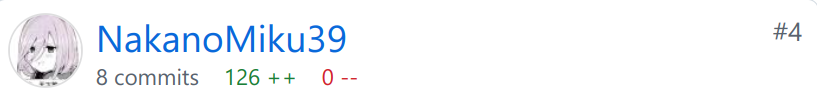 NakanoMiku39
#4
8 commits 126 ++ 0 --